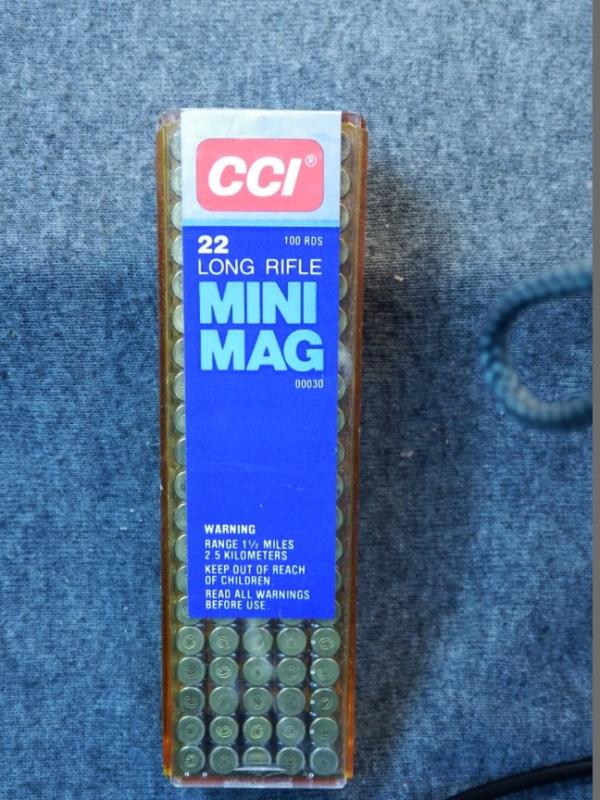 CCI®
22 100 RDS
LONG RIFLE
MINI
MAG
00030
WARNING
RANGE 1½ MILES
2.5 KILOMETERS
KEEP OUT OF REACH
OF CHILDREN.
READ ALL WARNINGS
BEFORE USE.